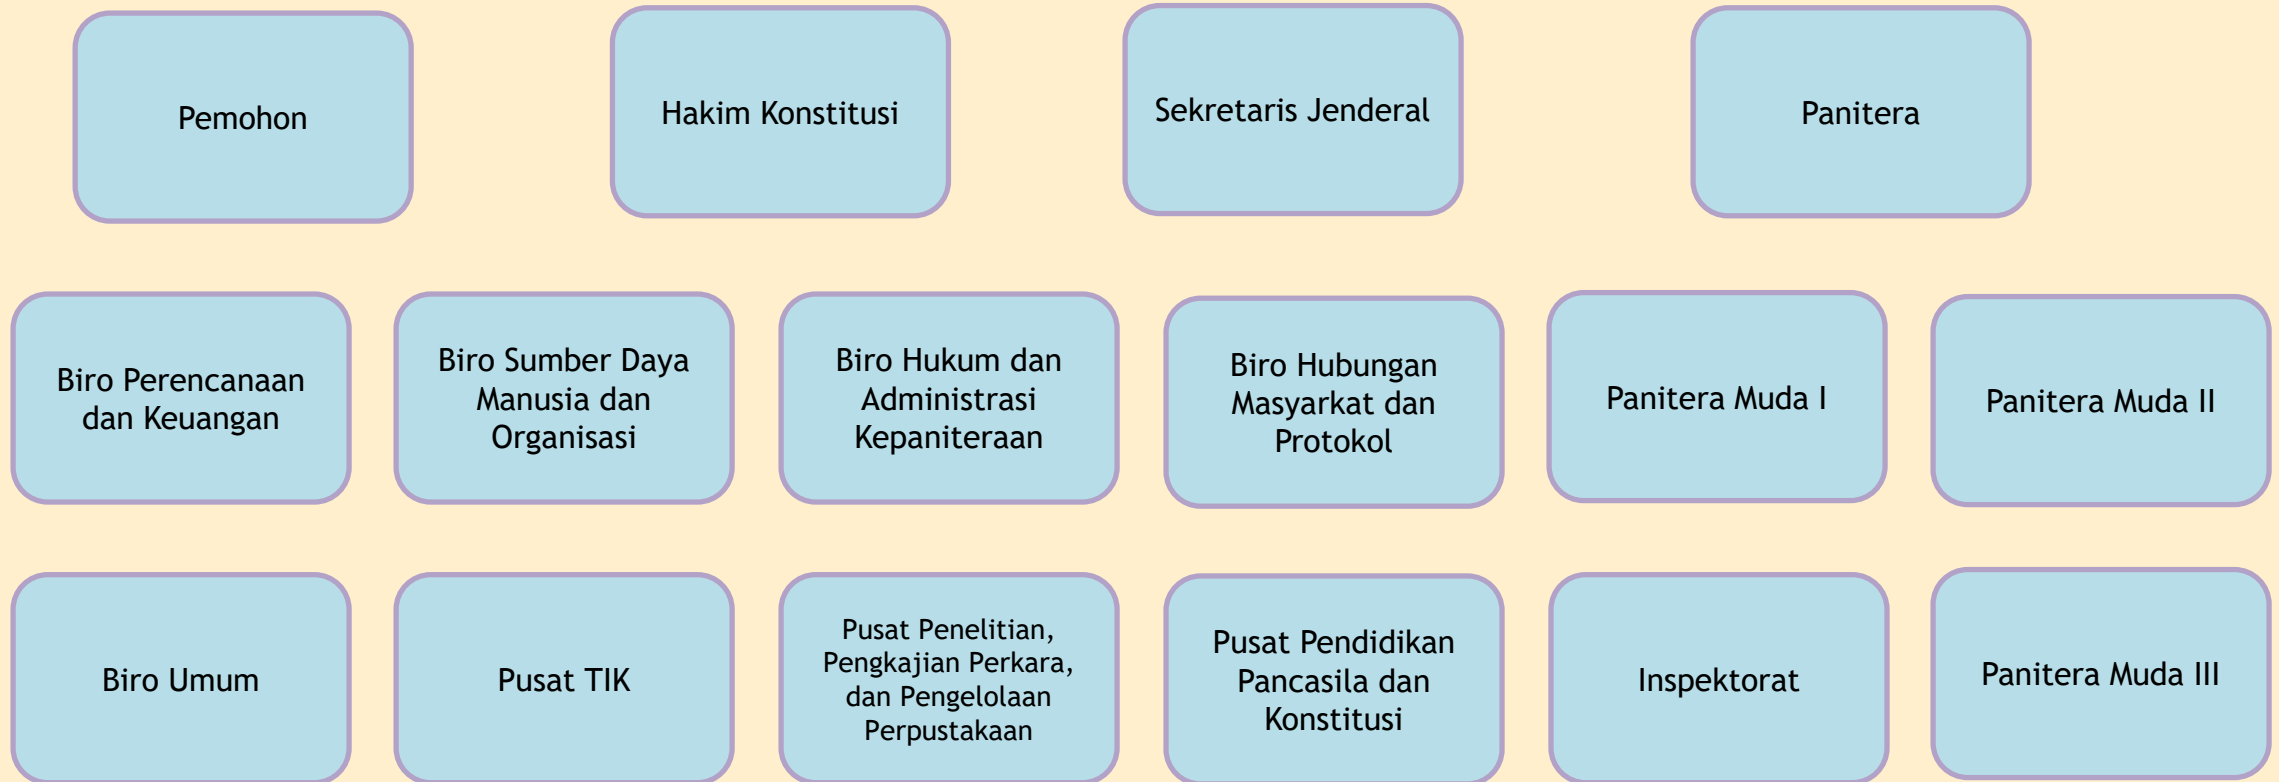 Pemohon
Hakim Konstitusi
Sekretaris Jenderal
Panitera
Biro Perencanaan
dan Keuangan
Biro Sumber Daya
Manusia dan
Organisasi
Biro Hukum dan
Administrasi
Kepaniteraan
Biro Hubungan
Masyarkat dan
Protokol
Panitera Muda I
Panitera Muda II
Biro Umum
Pusat TIK
Pusat Penelitian,
Pengkajian Perkara,
dan Pengelolaan
Perpustakaan
Pusat Pendidikan
Pancasila dan
Konstitusi
Inspektorat
Panitera Muda III